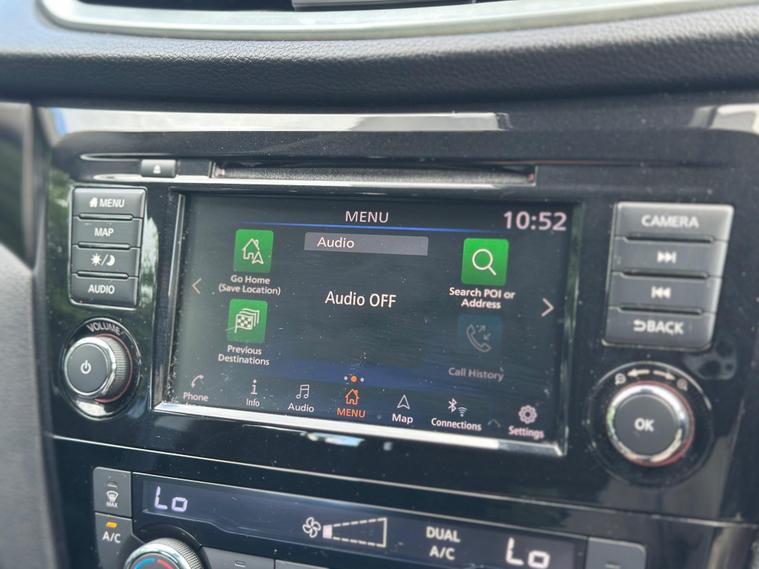 MENU
MAP
AUDIO
VOLUME
MENU
10:52
Audio
Go Home
(Save Location)
Audio OFF
Search POI or
Address
Previous
Destinations
Call History
Phone
Info
Audio
MENU
Map
Connections
Settings
CAMERA
BACK
OK
MAX
A/C
Lo
DUAL
A/C
Lo